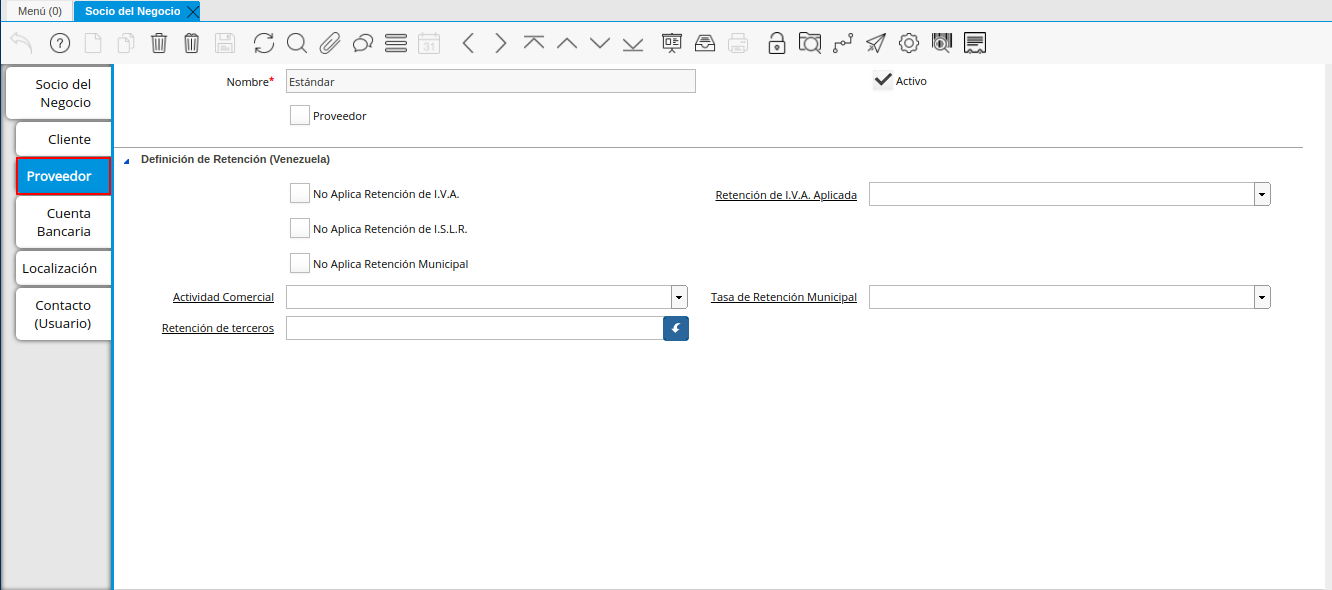 Menú (0)
Socio del Negocio
31
Socio del
Negocio
Cliente
Proveedor
Cuenta
Bancaria
Localización
Contacto
(Usuario)
Nombre*
Estándar
Activo
Proveedor
Definición de Retención (Venezuela)
No Aplica Retención de I.V.A.
Retención de I.V.A. Aplicada
No Aplica Retención de I.S.L.R.
No Aplica Retención Municipal
Actividad Comercial
Tasa de Retención Municipal
Retención de terceros